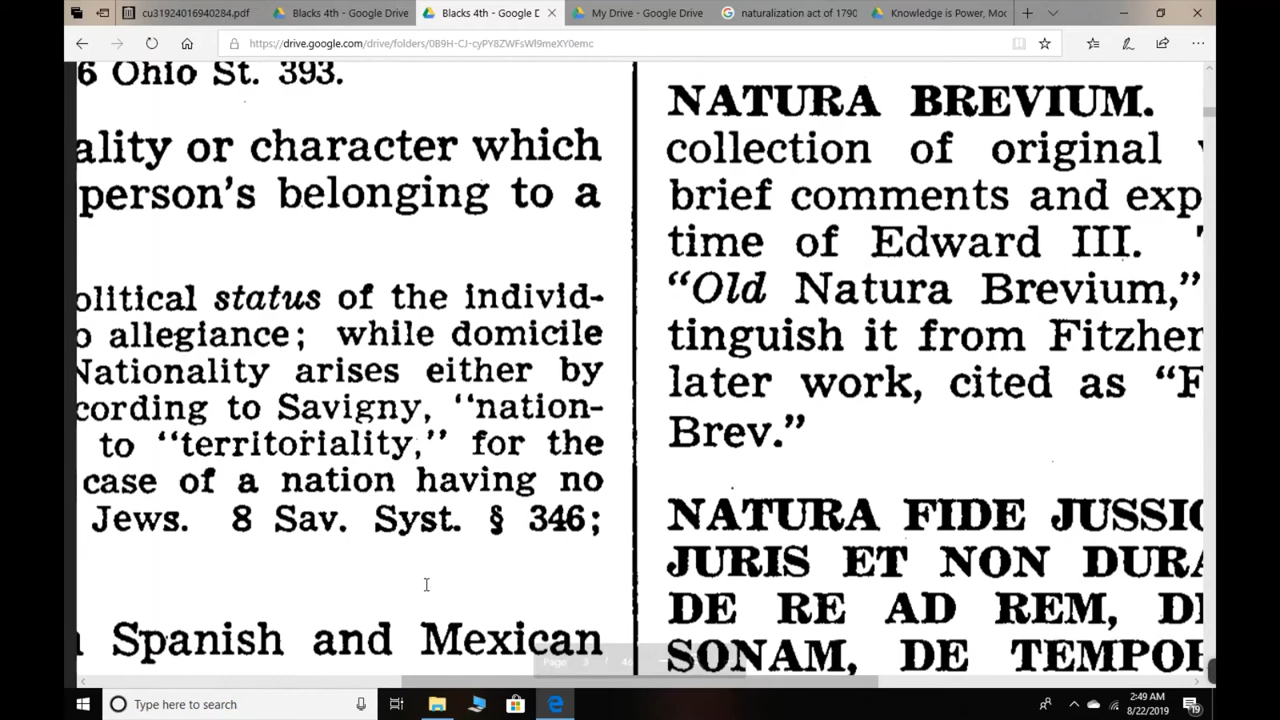 cu31924016940284.pdf
Blacks 4th - Google Drive
Blacks 4th - Google D
My Drive - Google Drive
naturalization act of 1790
Knowledge is Power, Moo
https://drive.google.com/drive/folders/0B9H-CJ-cyPY8ZWFsWl9meXY0emc
6 Ohio St. 393.
ality or character which
person's belonging to a
olitical status of the individ-
o allegiance; while domicile
Nationality arises either by
cording to Savigny, "nation-
to "territoriality," for the
case of a nation having no
Jews. 8 Sav. Syst. § 346;
Spanish and Mexican
NATURA BREVIUM.
collection of original
brief comments and exp
time of Edward III.
"Old Natura Brevium,"
tinguish it from Fitzher
later work, cited as "F
Brev."
NATURA FIDE JUSSIO
JURIS ET NON DURA
DE RE AD REM, DE
SONAM, DE TEMPOR
Page 3 /
Type here to search
2:49 AM
8/22/2019
19